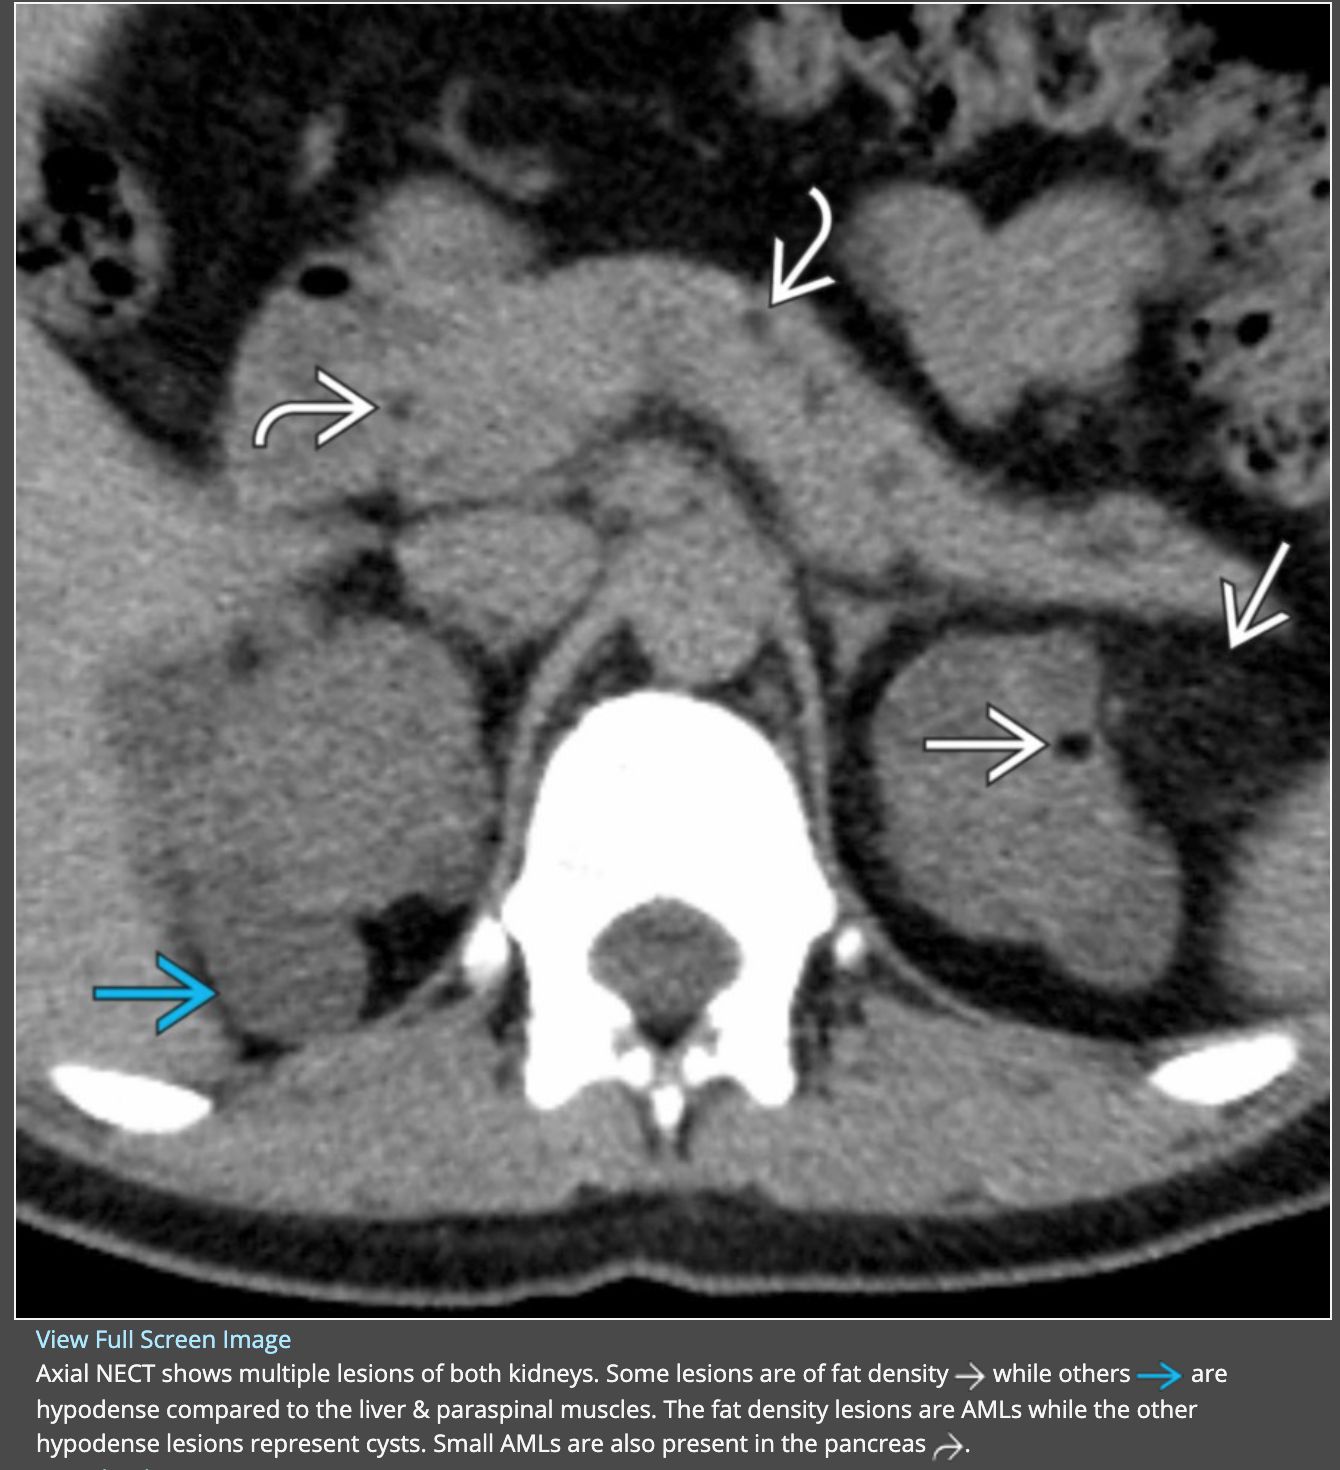 View Full Screen Image
Axial NECT shows multiple lesions of both kidneys. Some lesions are of fat density while others are
hypodense compared to the liver & paraspinal muscles. The fat density lesions are AMLs while the other
hypodense lesions represent cysts. Small AMLs are also present in the pancreas .